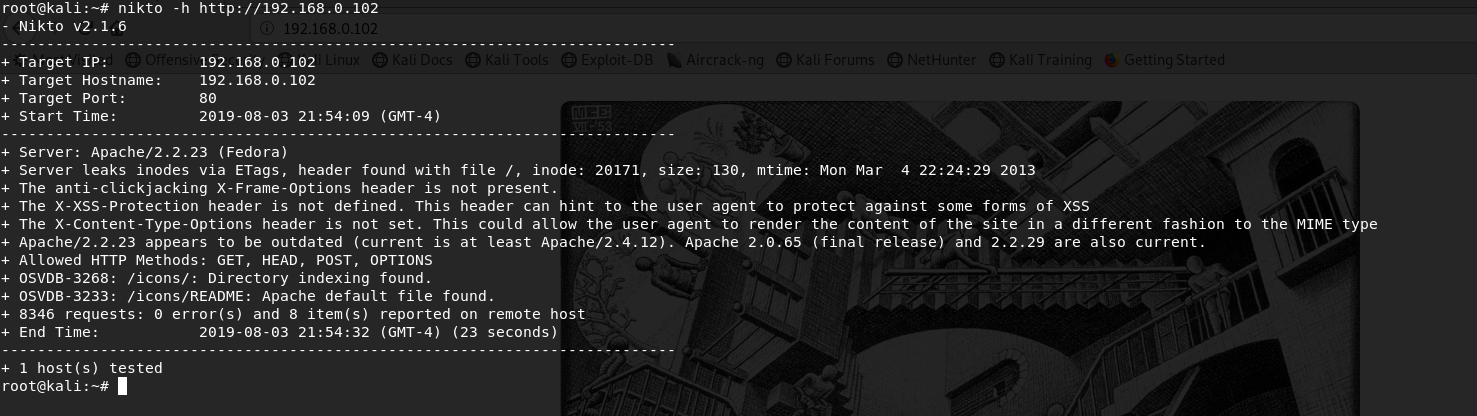 root@kali:~# nikto -h http://192.168.0.102
- Nikto v2.1.6
192.168.0.102
---------------------------------------------------------------------------
Kali Linux Kali Docs Kali Tools Exploit-DB Aircrack-ng Kali Forums NetHunter Kali Training Getting Started
+ Target IP:          192.168.0.102
+ Target Hostname:    192.168.0.102
+ Target Port:        80
+ Start Time:         2019-08-03 21:54:09 (GMT-4)
---------------------------------------------------------------------------
+ Server: Apache/2.2.23 (Fedora)
+ Server leaks inodes via ETags, header found with file /, inode: 20171, size: 130, mtime: Mon Mar  4 22:24:29 2013
+ The anti-clickjacking X-Frame-Options header is not present.
+ The X-XSS-Protection header is not defined. This header can hint to the user agent to protect against some forms of XSS
+ The X-Content-Type-Options header is not set. This could allow the user agent to render the content of the site in a different fashion to the MIME type
+ Apache/2.2.23 appears to be outdated (current is at least Apache/2.4.12). Apache 2.0.65 (final release) and 2.2.29 are also current.
+ Allowed HTTP Methods: GET, HEAD, POST, OPTIONS
+ OSVDB-3268: /icons/: Directory indexing found.
+ OSVDB-3233: /icons/README: Apache default file found.
+ 8346 requests: 0 error(s) and 8 item(s) reported on remote host
+ End Time:           2019-08-03 21:54:32 (GMT-4) (23 seconds)
---------------------------------------------------------------------------
+ 1 host(s) tested
root@kali:~#